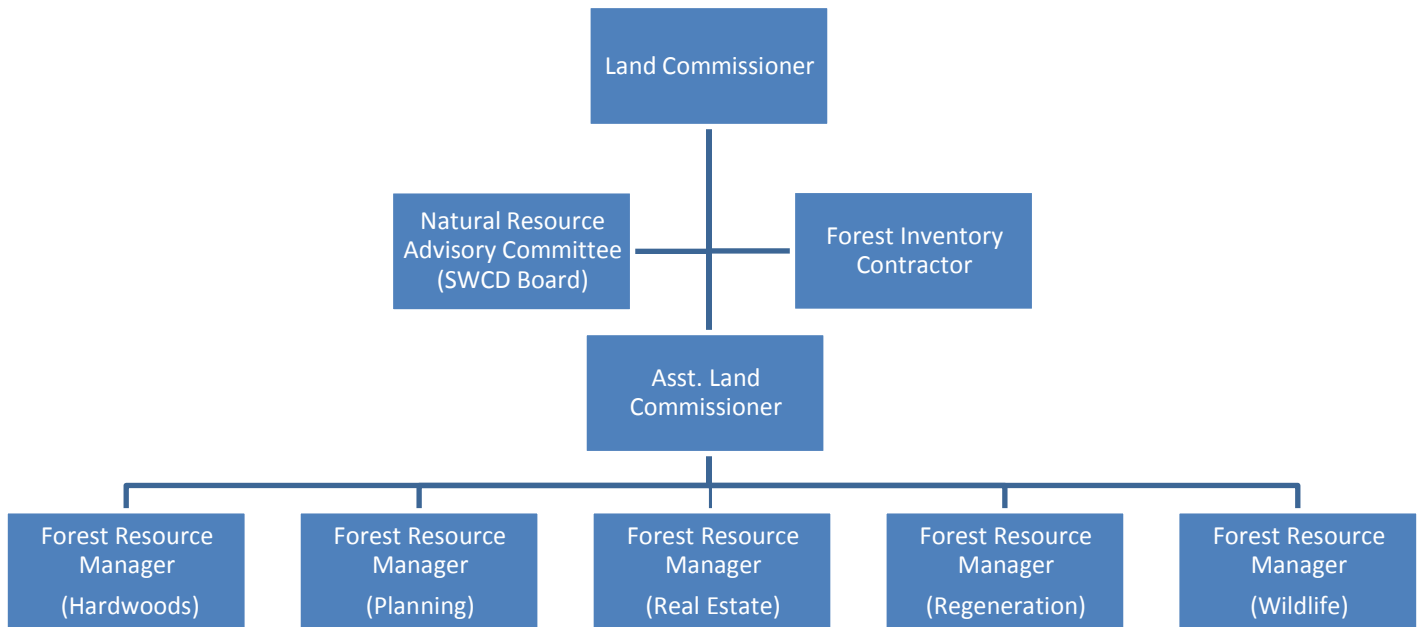 Land Commissioner
Natural Resource
Advisory Committee
(SWCD Board)
Forest Inventory
Contractor
Asst. Land
Commissioner
Forest Resource
Manager
(Hardwoods)
Forest Resource
Manager
(Planning)
Forest Resource
Manager
(Real Estate)
Forest Resource
Manager
(Regeneration)
Forest Resource
Manager
(Wildlife)